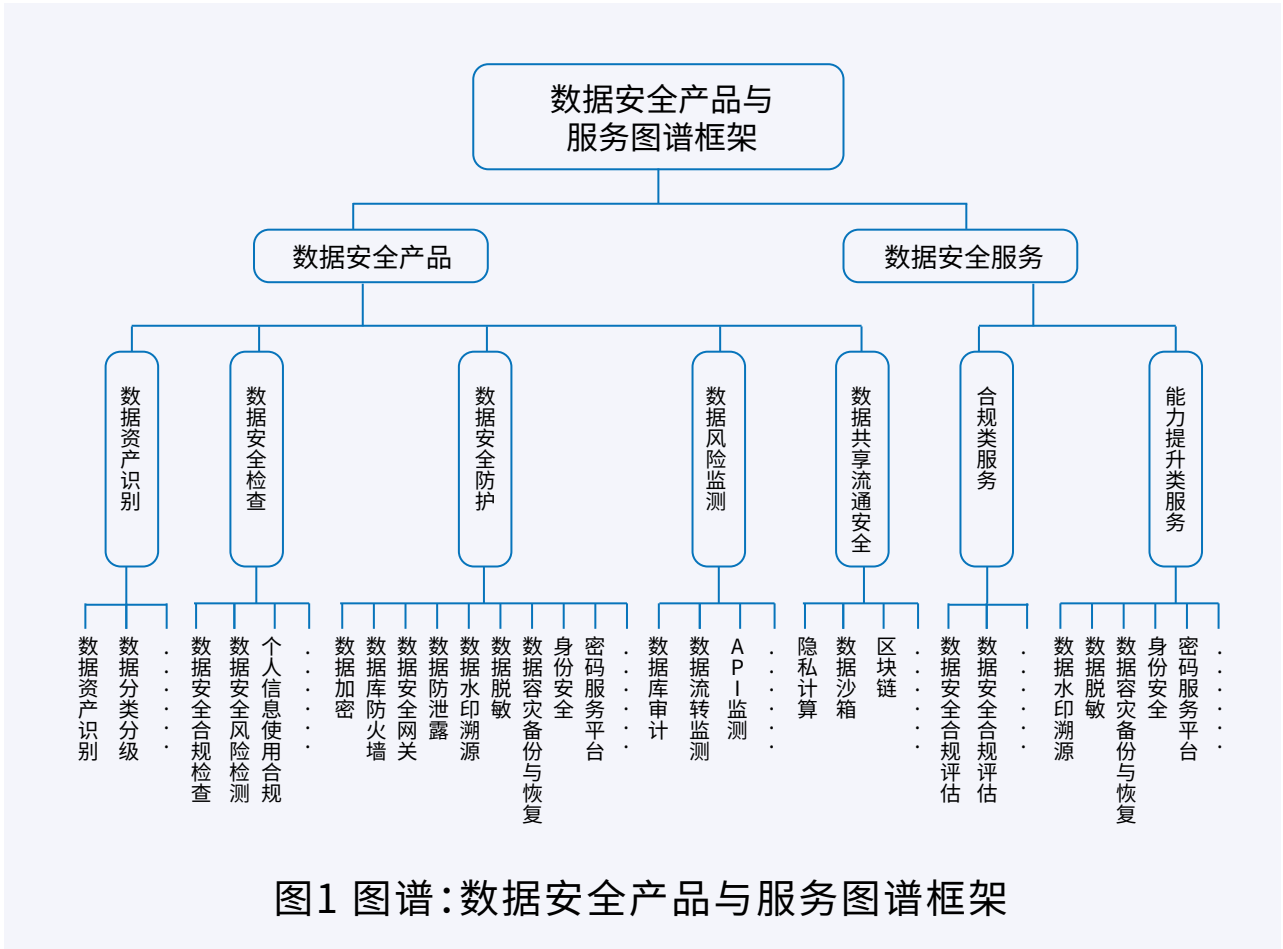 数据安全产品与
服务图谱框架
数据安全产品
数据安全服务
数据资产识别
数据安全检查
数据安全防护
数据风险监测
数据共享流通安全
合规类服务
能力提升类服务
数据资产识别
数据分类分级
......
数据安全合规检查
数据安全风险检测
个人信息使用合规
......
数据加密
数据库防火墙
数据安全网关
数据防泄露
数据水印溯源
数据脱敏
数据容灾备份与恢复
身份安全
密码服务平台
......
数据库审计
数据流转监测
API监测
......
隐私计算
数据沙箱
区块链
......
数据安全合规评估
数据安全合规评估
......
数据水印溯源
数据脱敏
数据容灾备份与恢复
身份安全
密码服务平台
......
图1 图谱:数据安全产品与服务图谱框架